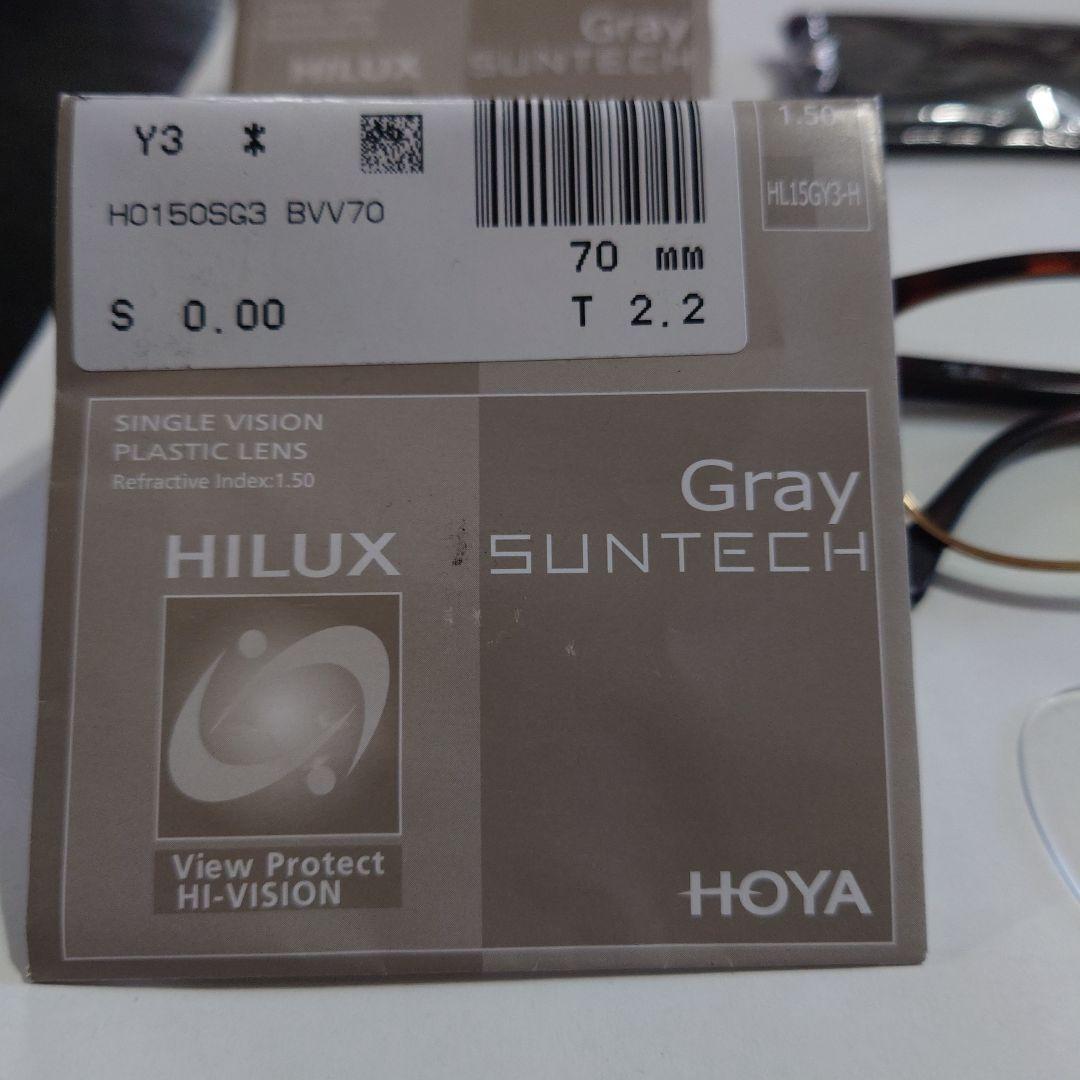 Gray
HILUX SUNTECH
Y3 *
H0150SG3 BVV70
70 mm
S 0.00 T 2.2
1.50
HL15GY3-H
SINGLE VISION
PLASTIC LENS
Refractive Index:1.50
Gray
HILUX SUNTECH
View Protect
HI-VISION
HOYA